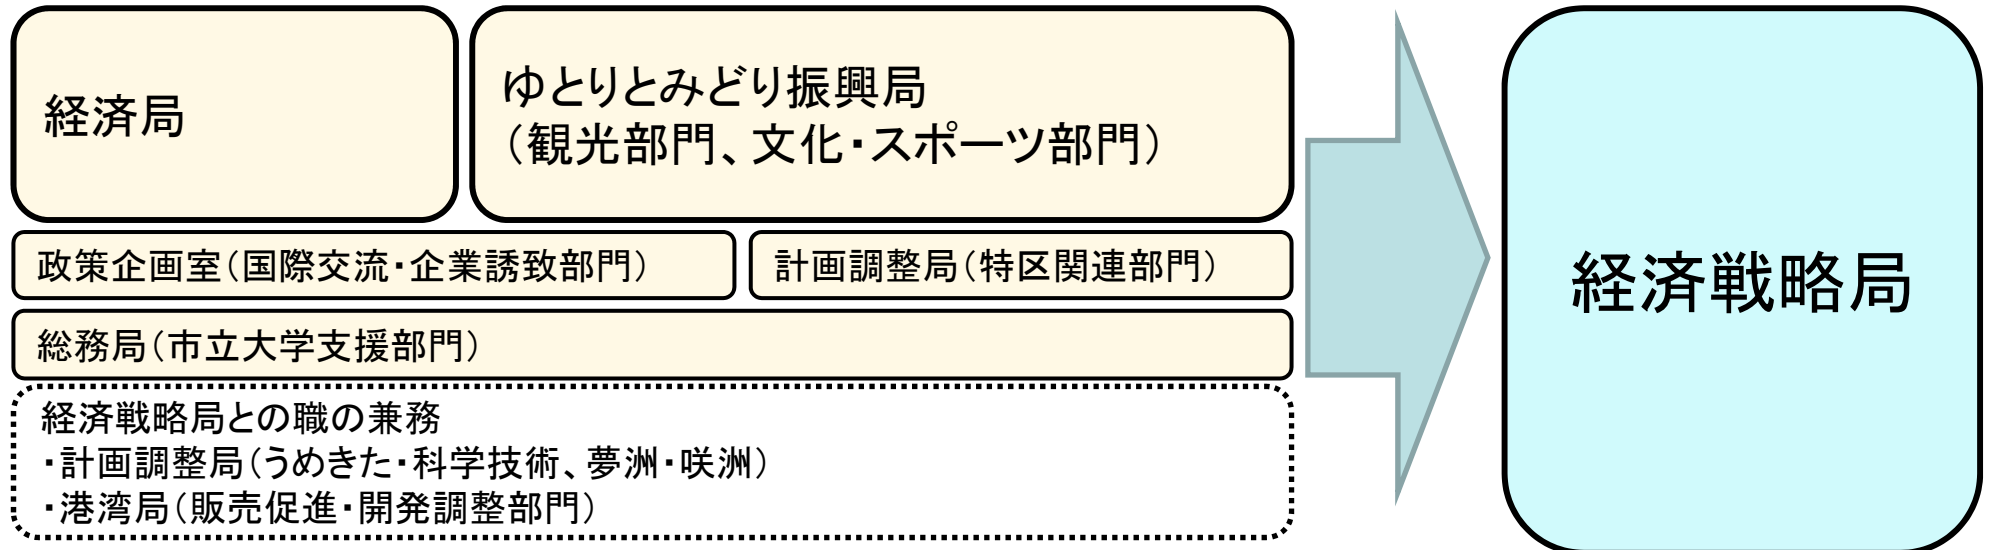 経済局
ゆとりとみどり振興局
（観光部門、文化・スポーツ部門）
政策企画室（国際交流・企業誘致部門）
計画調整局（特区関連部門）
総務局（市立大学支援部門）
経済戦略局との職の兼務
・計画調整局（うめきた・科学技術、夢洲・咲洲）
・港湾局（販売促進・開発調整部門）
経済戦略局